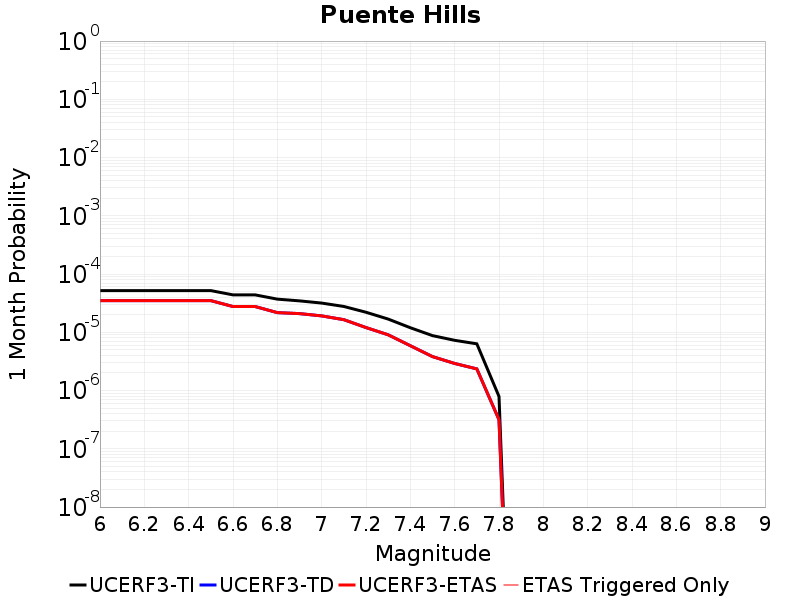 Puente Hills
1 Month Probability
10^0
10^-1
10^-2
10^-3
10^-4
10^-5
10^-6
10^-7
10^-8
6 6.2 6.4 6.6 6.8 7 7.2 7.4 7.6 7.8 8 8.2 8.4 8.6 8.8 9
Magnitude
UCERF3-TI UCERF3-TD UCERF3-ETAS ETAS Triggered Only